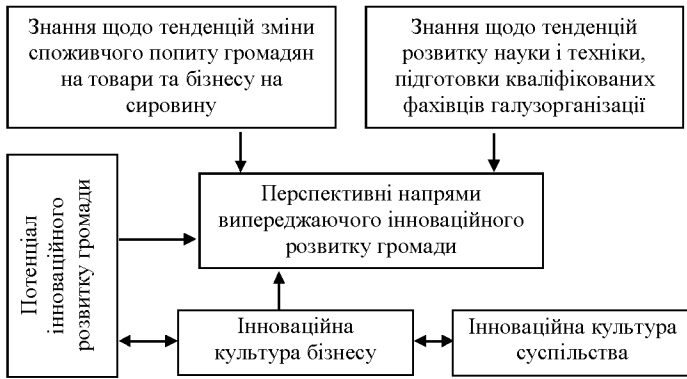 Знання щодо тенденцій зміни
споживчого попиту громадян
на товари та бізнесу на
сировину
Знання щодо тенденцій
розвитку науки і техніки,
підготовки кваліфікованих
фахівців галузорганізації
Потенціал
інноваційного
розвитку громади
Перспективні напрями
випереджаючого інноваційного
розвитку громади
Інноваційна
культура бізнесу
Інноваційна культура
суспільства